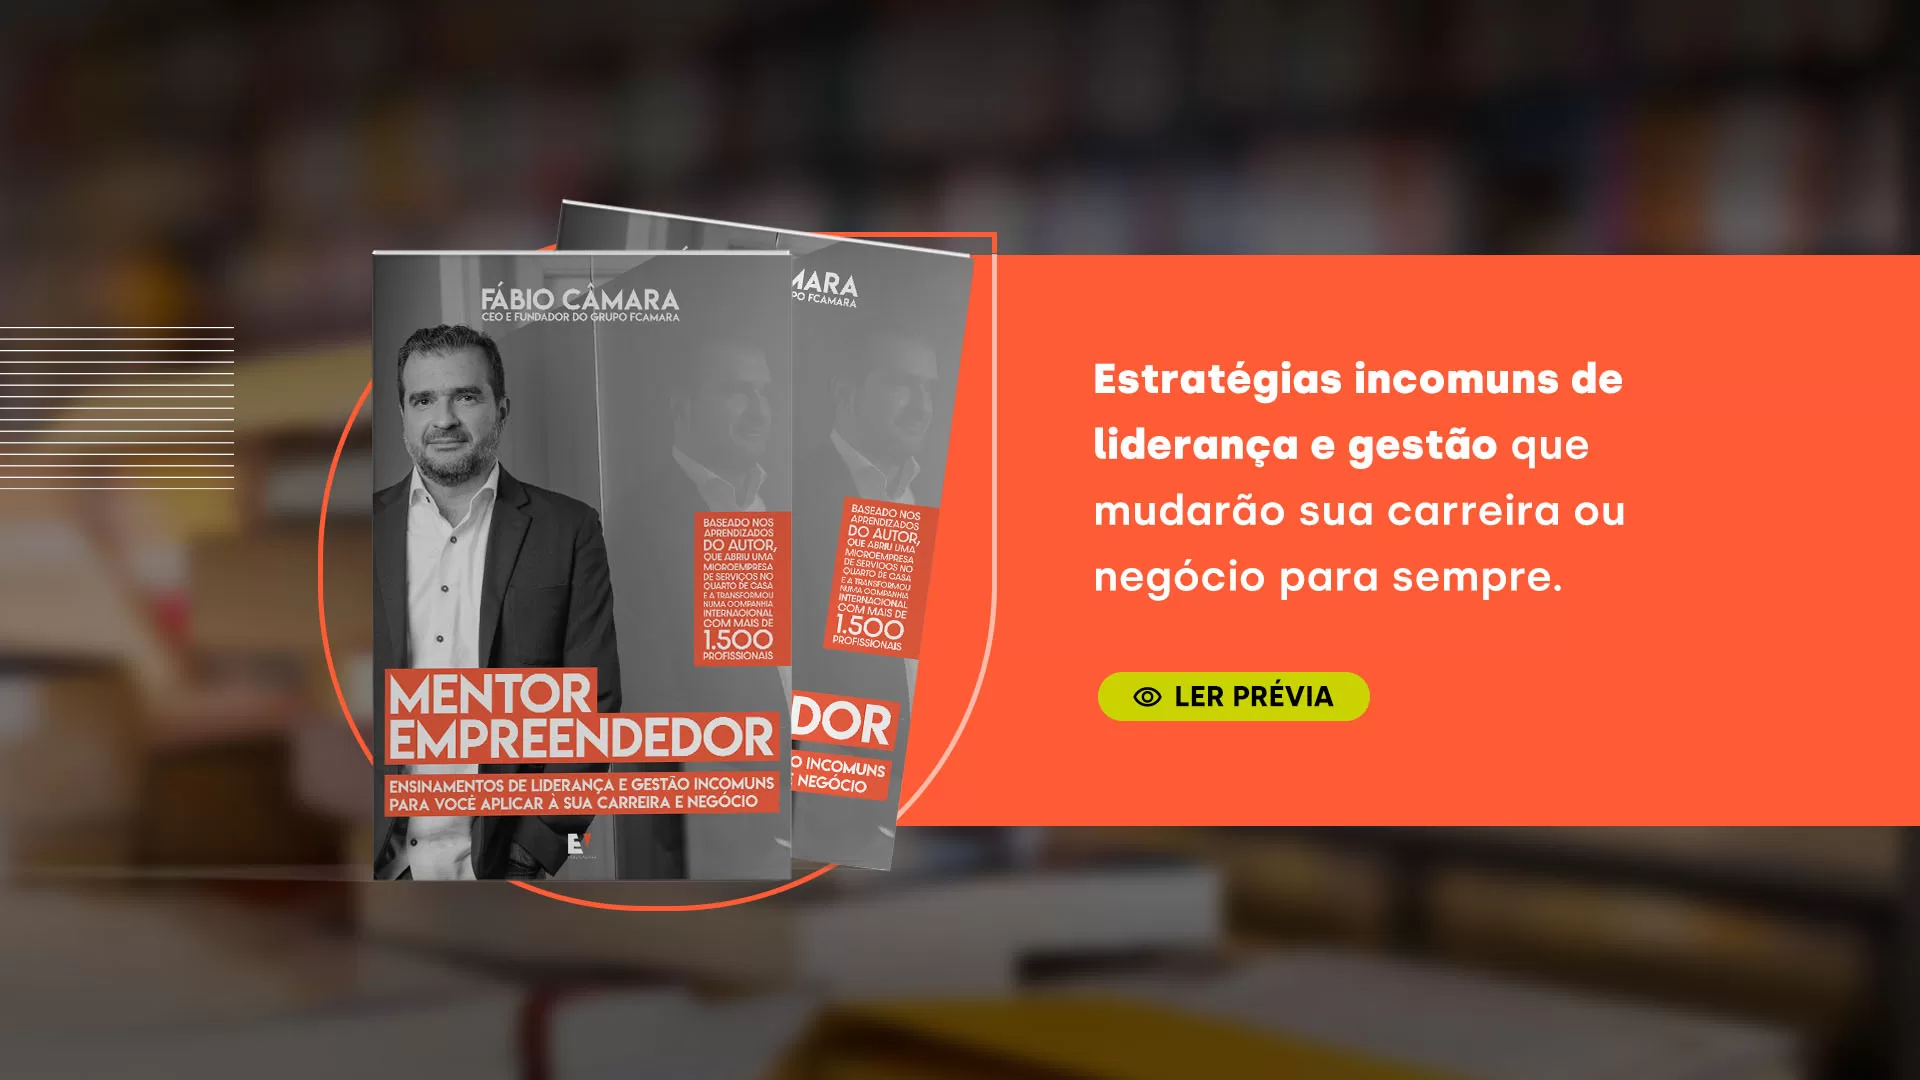 FÁBIO CÂMARA
CEO E FUNDADOR DO GRUPO FCAMARA
BASEADO NOS
APRENDIZADOS
DO AUTOR,
QUE ABRIU UMA
MICROEMPRESA
DE SERVIÇOS NO
QUARTO DE CASA
E A TRANSFORMOU
NUMA COMPANHIA
INTERNACIONAL
COM MAIS DE
1.500
PROFISSIONAIS
MENTOR
EMPREENDEDOR
ENSINAMENTOS DE LIDERANÇA E GESTÃO INCOMUNS
PARA VOCÊ APLICAR À SUA CARREIRA E NEGÓCIO
MARA
PO FCAMARA
BASEADO NOS
APRENDIZADOS
DO AUTOR,
QUE ABRIU UMA
MICROEMPRESA
DE SERVIÇOS NO
QUARTO DE CASA
E A TRANSFORMOU
NUMA COMPANHIA
INTERNACIONAL
COM MAIS DE
1.500
PROFISSIONAIS
DOR
O INCOMUNS
E NEGÓCIO
Estratégias incomuns de
liderança e gestão que
mudarão sua carreira ou
negócio para sempre.
LER PRÉVIA